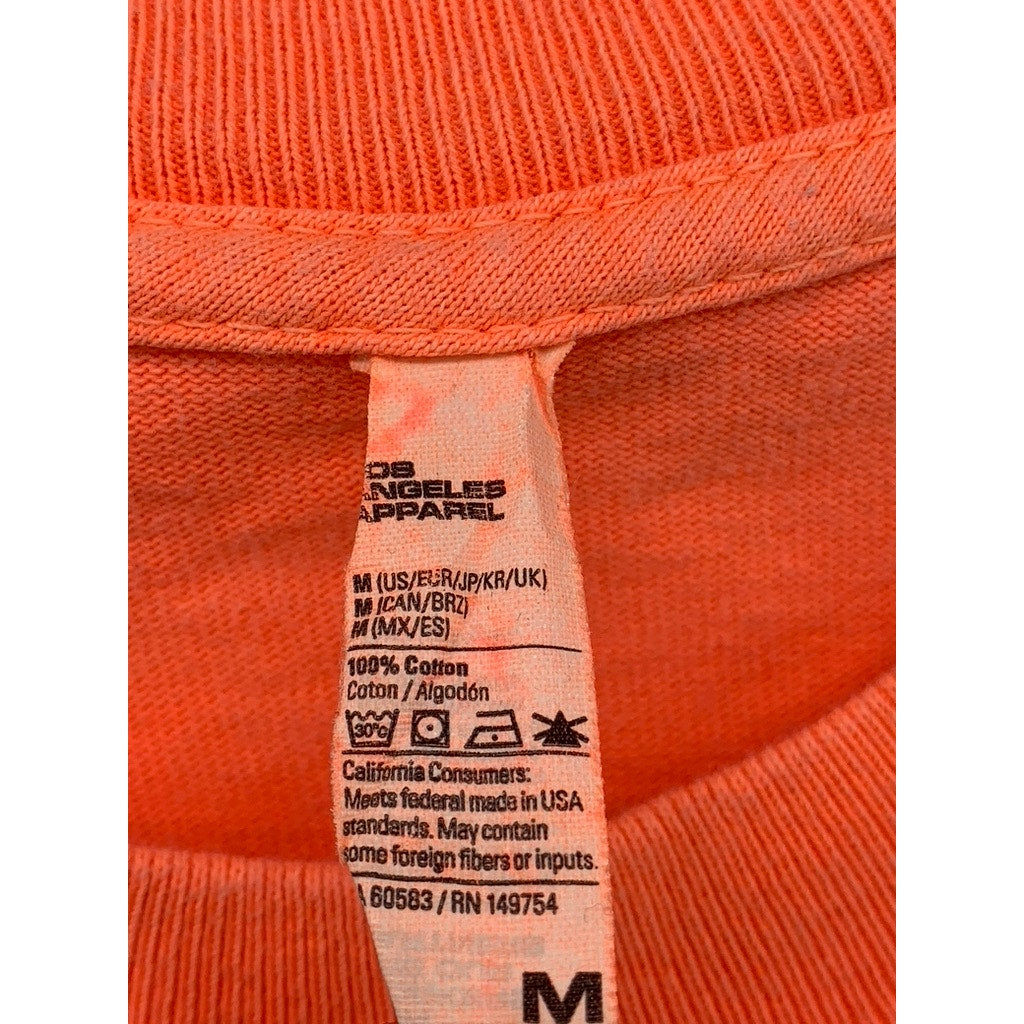 OS
NGELES
APPAREL
M (US/EUR/JP/KR/UK)
M (CAN/BRZ)
M (MX/ES)
100% Cotton
Coton / Algodón
30°C
California Consumers:
Meets federal made in USA
standards. May contain
some foreign fibers or inputs.
A 60583 / RN 149754
M